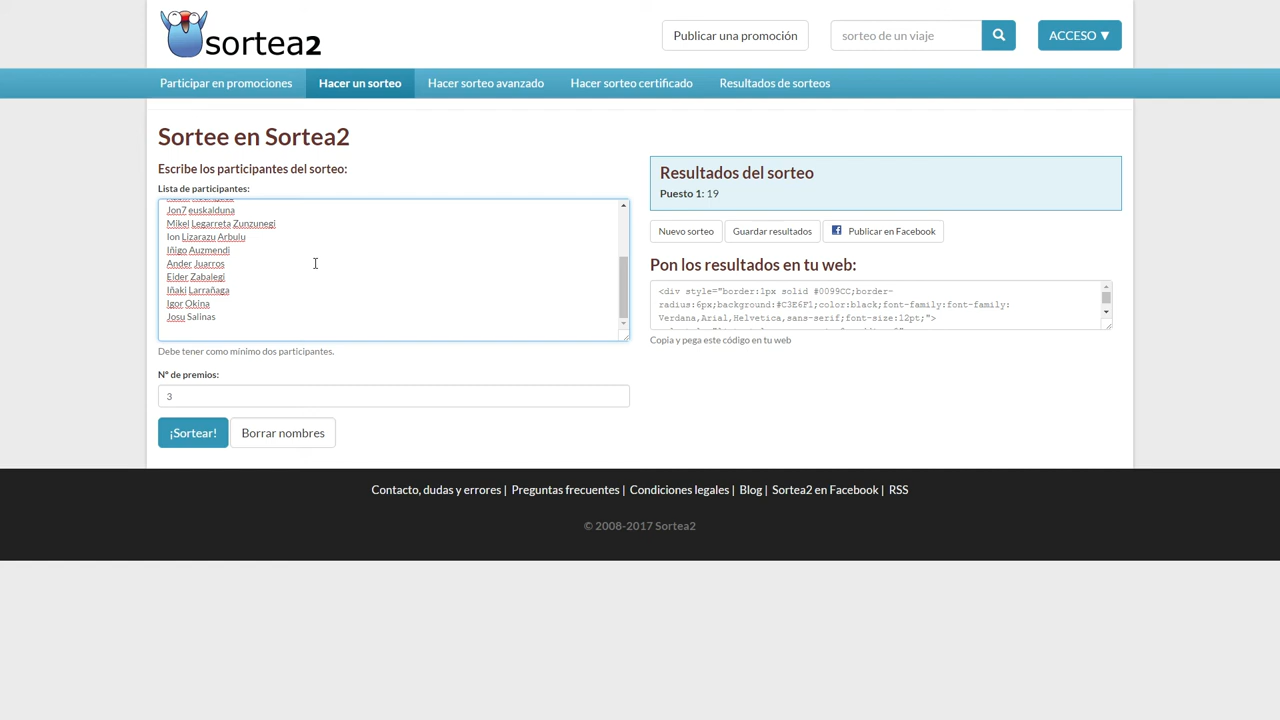 sortea2
Publicar una promoción
sorteo de un viaje
ACCESO ▼
Participar en promociones
Hacer un sorteo
Hacer sorteo avanzado
Hacer sorteo certificado
Resultados de sorteos
Sortee en Sortea2
Escribe los participantes del sorteo:
Lista de participantes:
Jon7 euskalduna
Mikel Legarreta Zunzunegi
Ion Lizarazu Arbulu
Iñigo Auzmendi
Ander Juarros
Eider Zabalegi
Iñaki Larrañaga
Igor Okina
Josu Salinas
Debe tener como mínimo dos participantes.
Nº de premios:
3
¡Sortear!
Borrar nombres
Resultados del sorteo
Puesto 1: 19
Nuevo sorteo
Guardar resultados
Publicar en Facebook
Pon los resultados en tu web:
<div style="border:1px solid #0099CC;border-
radius:6px;background:#C3E6F1;color:black;font-family:font-family:
Verdana,Arial,Helvetica,sans-serif;font-size:12pt;">
Copia y pega este código en tu web
Contacto, dudas y errores | Preguntas frecuentes | Condiciones legales | Blog | Sortea2 en Facebook | RSS
© 2008-2017 Sortea2